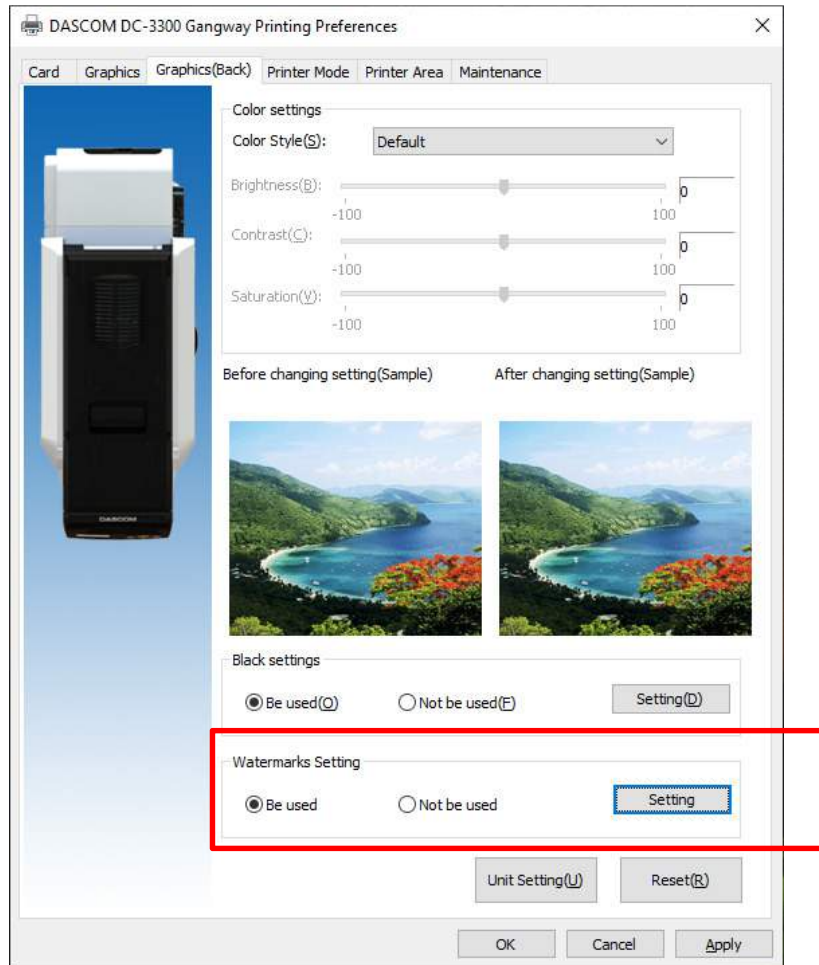 DASCOM DC-3300 Gangway Printing Preferences
Card Graphics Graphics(Back) Printer Mode Printer Area Maintenance
Color settings
Color Style(S): Default
Brightness(B): 0
-100 100
Contrast(C): 0
-100 100
Saturation(V): 0
-100 100
Before changing setting(Sample) After changing setting(Sample)
DASCOM
Black settings
Be used(O) Not be used(F) Setting(D)
Watermarks Setting
Be used Not be used Setting
Unit Setting(U) Reset(R)
OK Cancel Apply